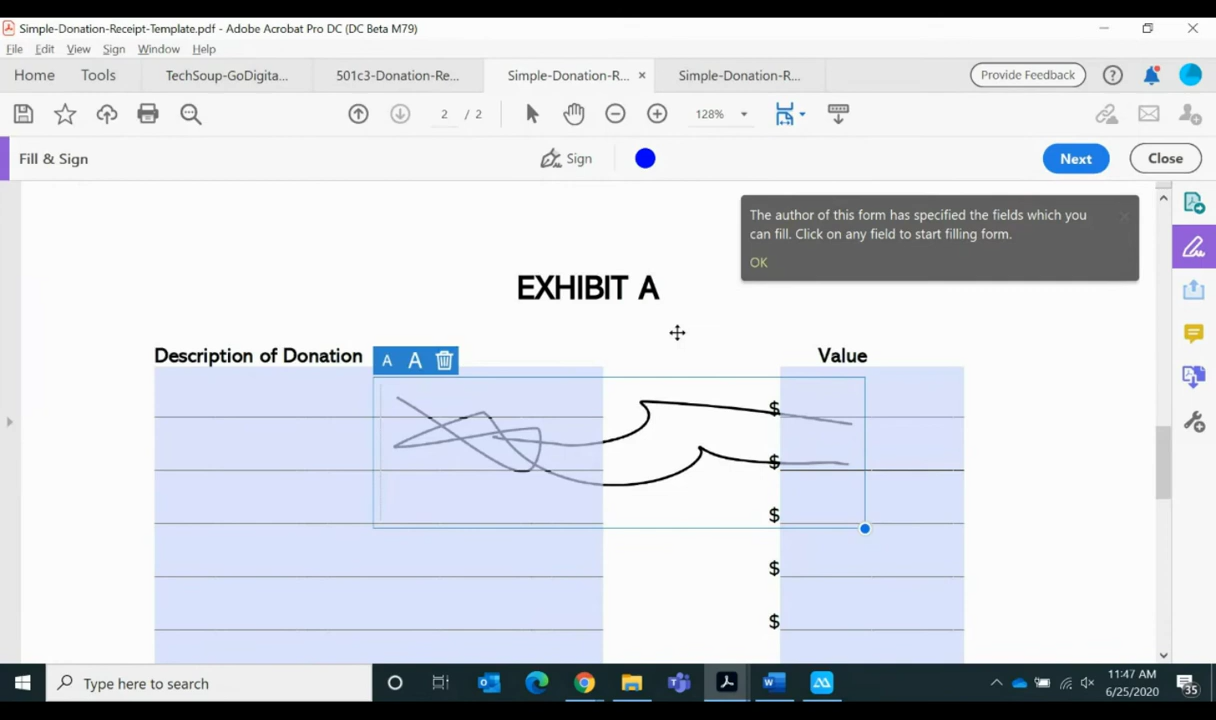 Simple-Donation-Receipt-Template.pdf - Adobe Acrobat Pro DC (DC Beta M79)
File Edit View Sign Window Help
Home Tools TechSoup-GoDigita... 501c3-Donation-Re... Simple-Donation-R... × Simple-Donation-R... Provide Feedback
2 / 2 128%
Fill & Sign Sign Next Close
The author of this form has specified the fields which you
can fill. Click on any field to start filling form.
OK
EXHIBIT A
Description of Donation A A Value
$
$
$
$
$
Type here to search
11:47 AM
6/25/2020
35